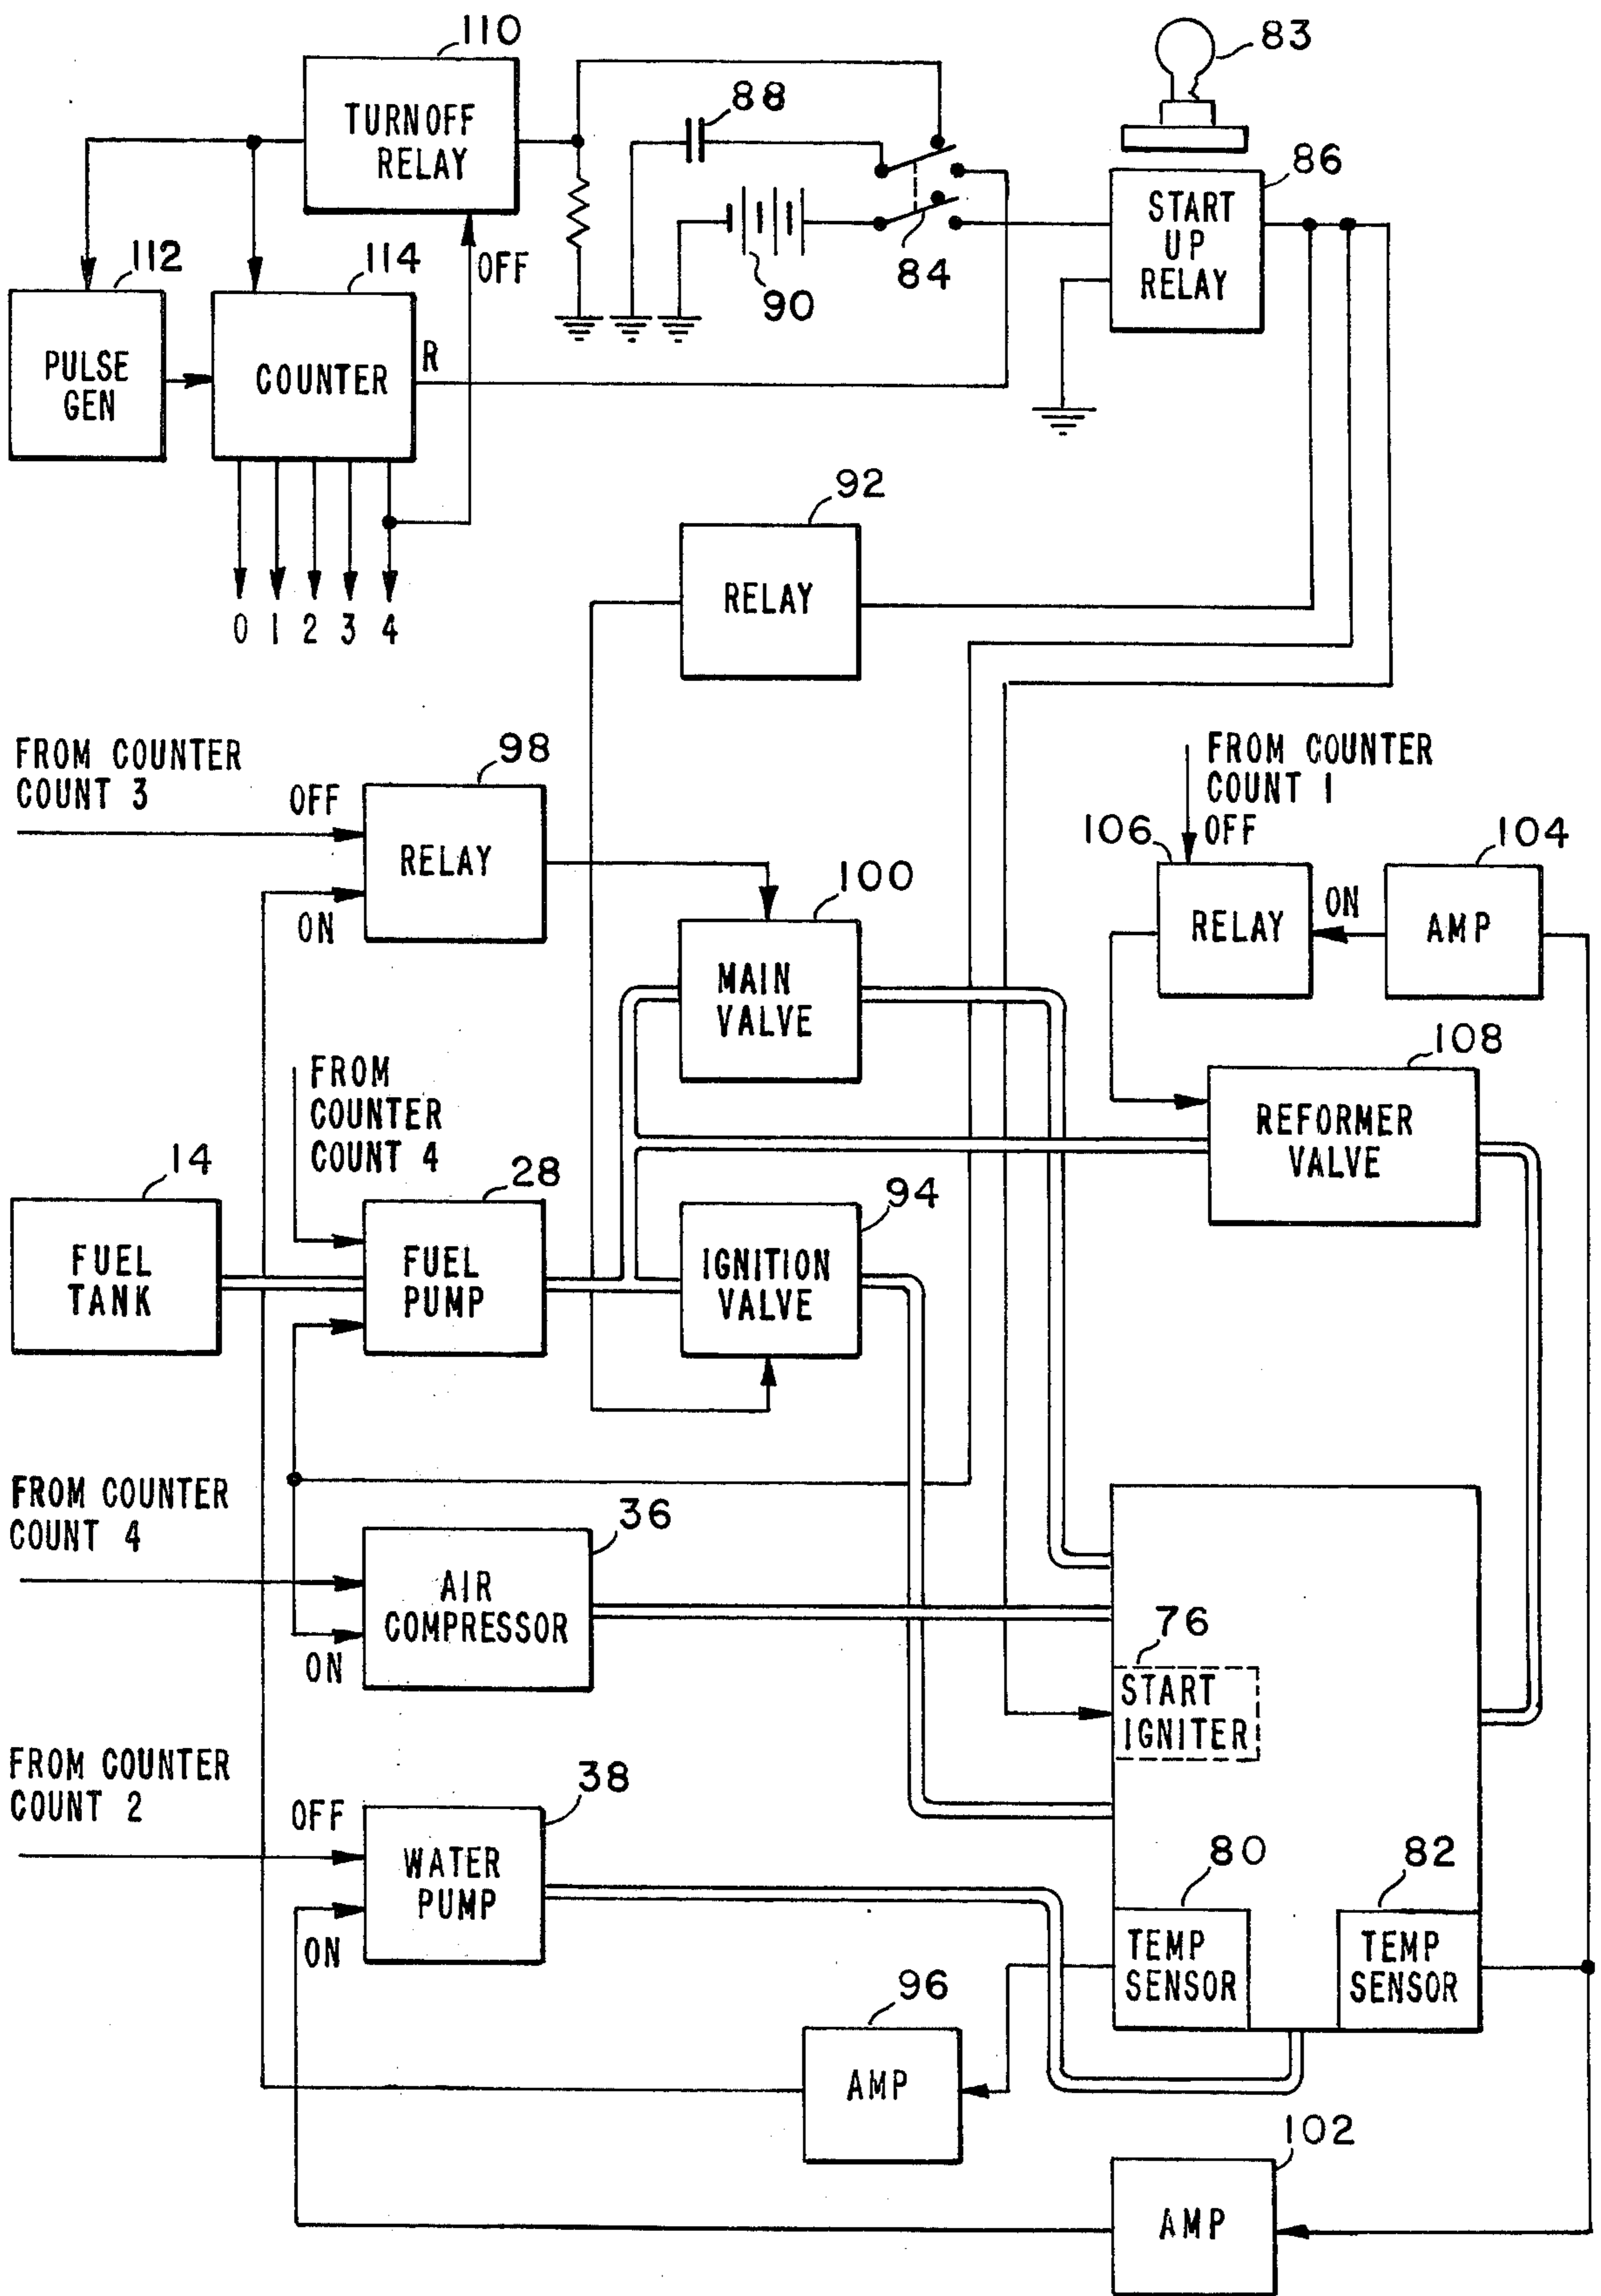 110
83
TURNOFF
RELAY
88
86
START
UP
RELAY
112
114
OFF
90
84
PULSE
GEN
COUNTER
R
92
RELAY
0 1 2 3 4
FROM COUNTER
COUNT 3
OFF
98
RELAY
ON
FROM COUNTER
COUNT 1
OFF
106
104
RELAY
ON
AMP
100
MAIN
VALVE
108
REFORMER
VALVE
FROM
COUNTER
COUNT 4
14
FUEL
TANK
28
FUEL
PUMP
94
IGNITION
VALVE
FROM COUNTER
COUNT 4
36
AIR
COMPRESSOR
ON
76
START
IGNITER
FROM COUNTER
COUNT 2
OFF
38
WATER
PUMP
ON
80
82
TEMP
SENSOR
TEMP
SENSOR
96
AMP
102
AMP